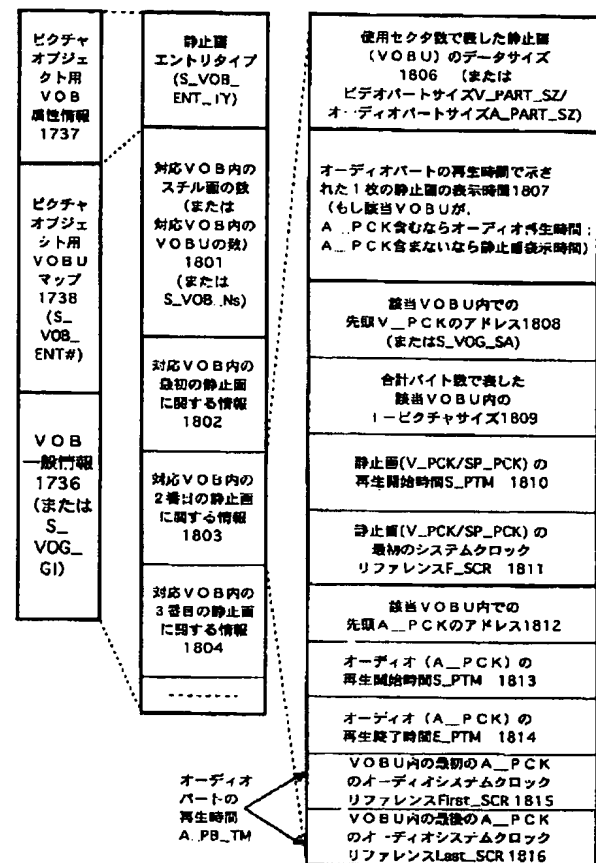 ピクチャ
オブジェ
クト用
VOB
属性情報
1737
ピクチャ
オブジェ
クト用
VOBU
マップ
1738
(S_
VOB_
ENT#)
VOB
一般情報
1736
(または
S_
VOG_
GI)
静止画
エントリタイプ
(S_VOB_
ENT_TY)
対応VOB内の
スチル画の数
(または
対応VOB内の
VOBUの数)
1801
(または
S_VOB_Ns)
対応VOB内の
最初の静止画
に関する情報
1802
対応VOB内の
2番目の静止画
に関する情報
1803
対応VOB内の
3番目の静止画
に関する情報
1804
--------
使用セクタ数で表した静止画
(VOBU)のデータサイズ
1806 (または
ビデオパートサイズV_PART_SZ/
オーディオパートサイズA_PART_SZ)
オーディオパートの再生時間で示さ
れた1枚の静止画の表示時間1807
(もし該当VOBUが、
A__PCK含むならオーディオ再生時間;
A__PCK含まないなら静止画表示時間)
該当VOBU内での
先頭V__PCKのアドレス1808
(またはS_VOG_SA)
合計バイト数で表した
該当VOBU内の
I-ピクチャサイズ1809
静止画(V_PCK/SP_PCK)の
再生開始時間S_PTM 1810
静止画(V_PCK/SP_PCK)の
最初のシステムクロック
リファレンスF_SCR 1811
該当VOBU内での
先頭A__PCKのアドレス1812
オーディオ(A__PCK)の
再生開始時間S_PTM 1813
オーディオ(A__PCK)の
再生終了時間E_PTM 1814
VOBU内の最初のA__PCK
のオーディオシステムクロック
リファレンスFirst_SCR 1815
VOBU内の最後のA__PCK
のオーディオシステムクロック
リファレンスLast_SCR 1816
オーディオ
パートの
再生時間
A_PB_TM